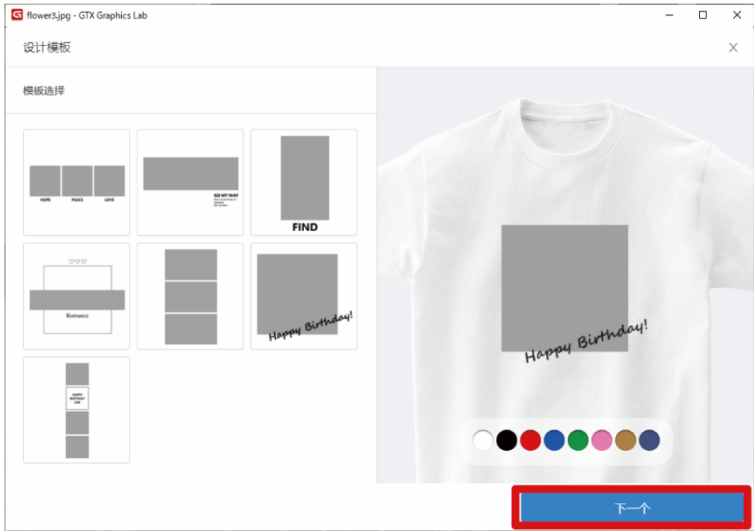 flower3.jpg - GTX Graphics Lab
设计模板
模板选择
HOPE PEACE LOVE
GO MY WAY
FIND
Romance
Happy Birthday!
HAPPY
BIRTHDAY
Happy Birthday!
下一个